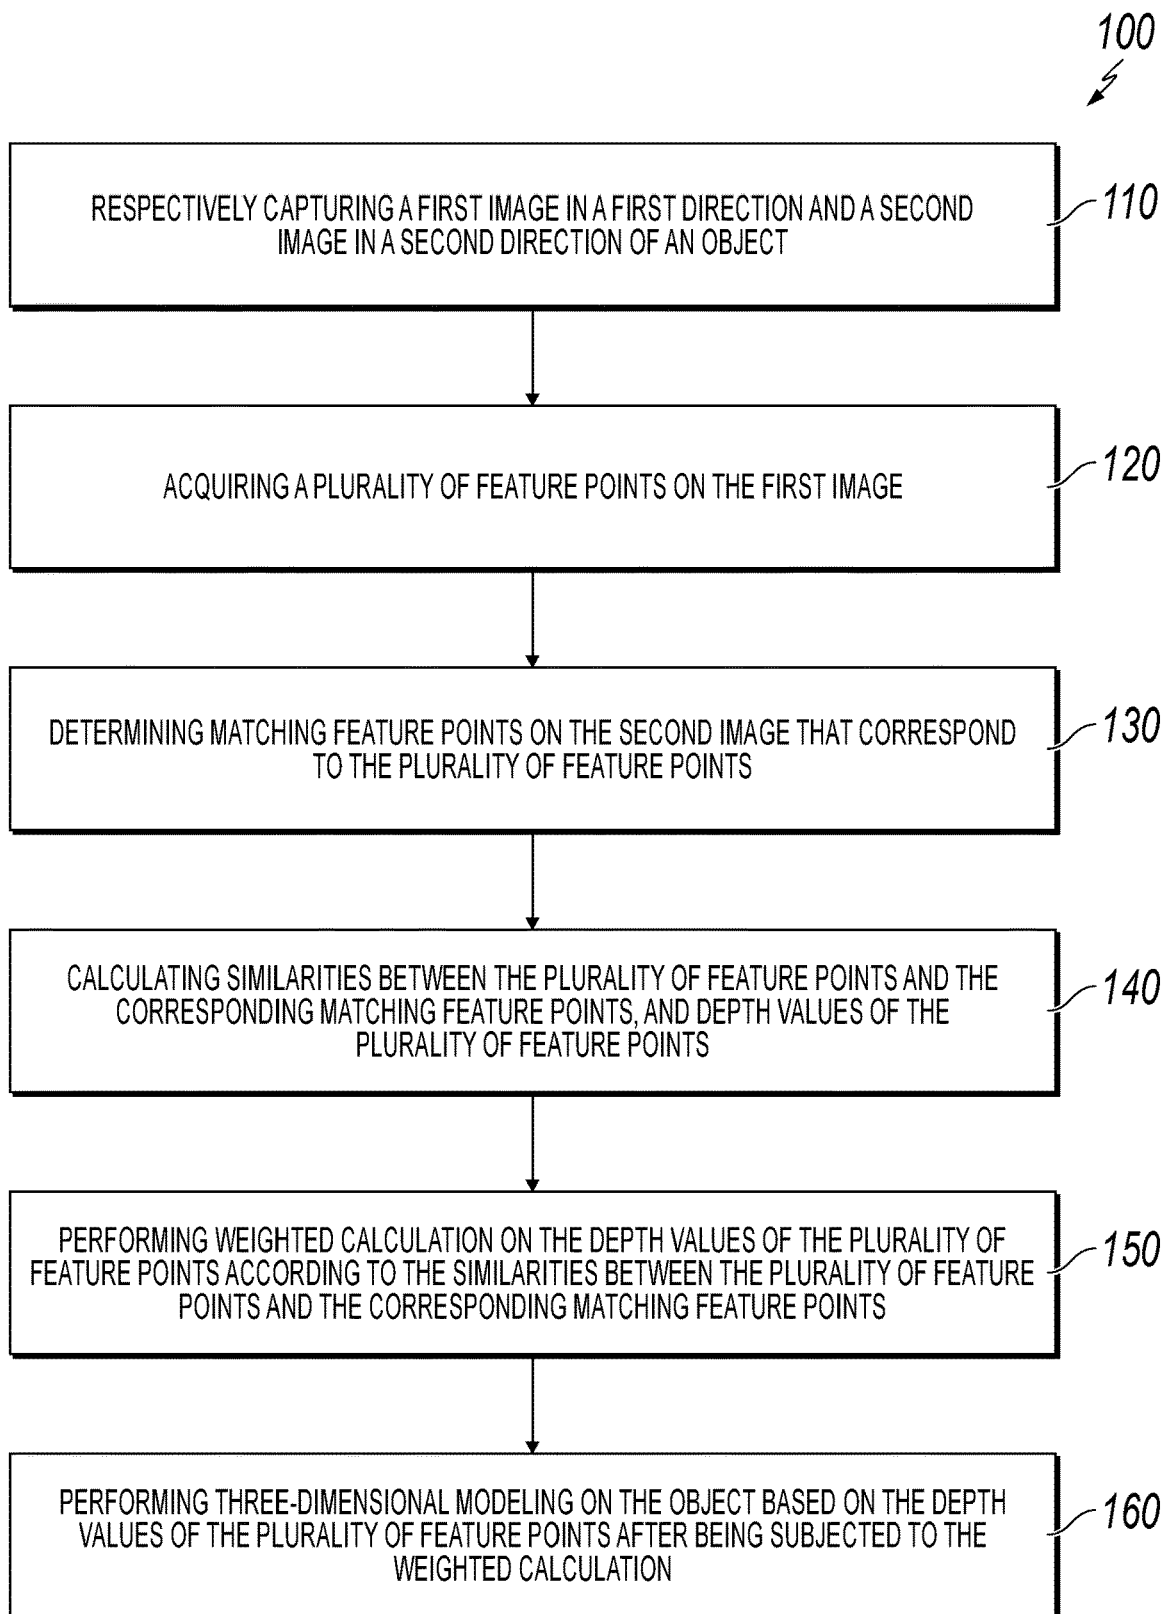 100
RESPECTIVELY CAPTURING A FIRST IMAGE IN A FIRST DIRECTION AND A SECOND
IMAGE IN A SECOND DIRECTION OF AN OBJECT
110
ACQUIRING A PLURALITY OF FEATURE POINTS ON THE FIRST IMAGE
120
DETERMINING MATCHING FEATURE POINTS ON THE SECOND IMAGE THAT CORRESPOND
TO THE PLURALITY OF FEATURE POINTS
130
CALCULATING SIMILARITIES BETWEEN THE PLURALITY OF FEATURE POINTS AND THE
CORRESPONDING MATCHING FEATURE POINTS, AND DEPTH VALUES OF THE
PLURALITY OF FEATURE POINTS
140
PERFORMING WEIGHTED CALCULATION ON THE DEPTH VALUES OF THE PLURALITY OF
FEATURE POINTS ACCORDING TO THE SIMILARITIES BETWEEN THE PLURALITY OF FEATURE
POINTS AND THE CORRESPONDING MATCHING FEATURE POINTS
150
PERFORMING THREE-DIMENSIONAL MODELING ON THE OBJECT BASED ON THE DEPTH
VALUES OF THE PLURALITY OF FEATURE POINTS AFTER BEING SUBJECTED TO THE
WEIGHTED CALCULATION
160